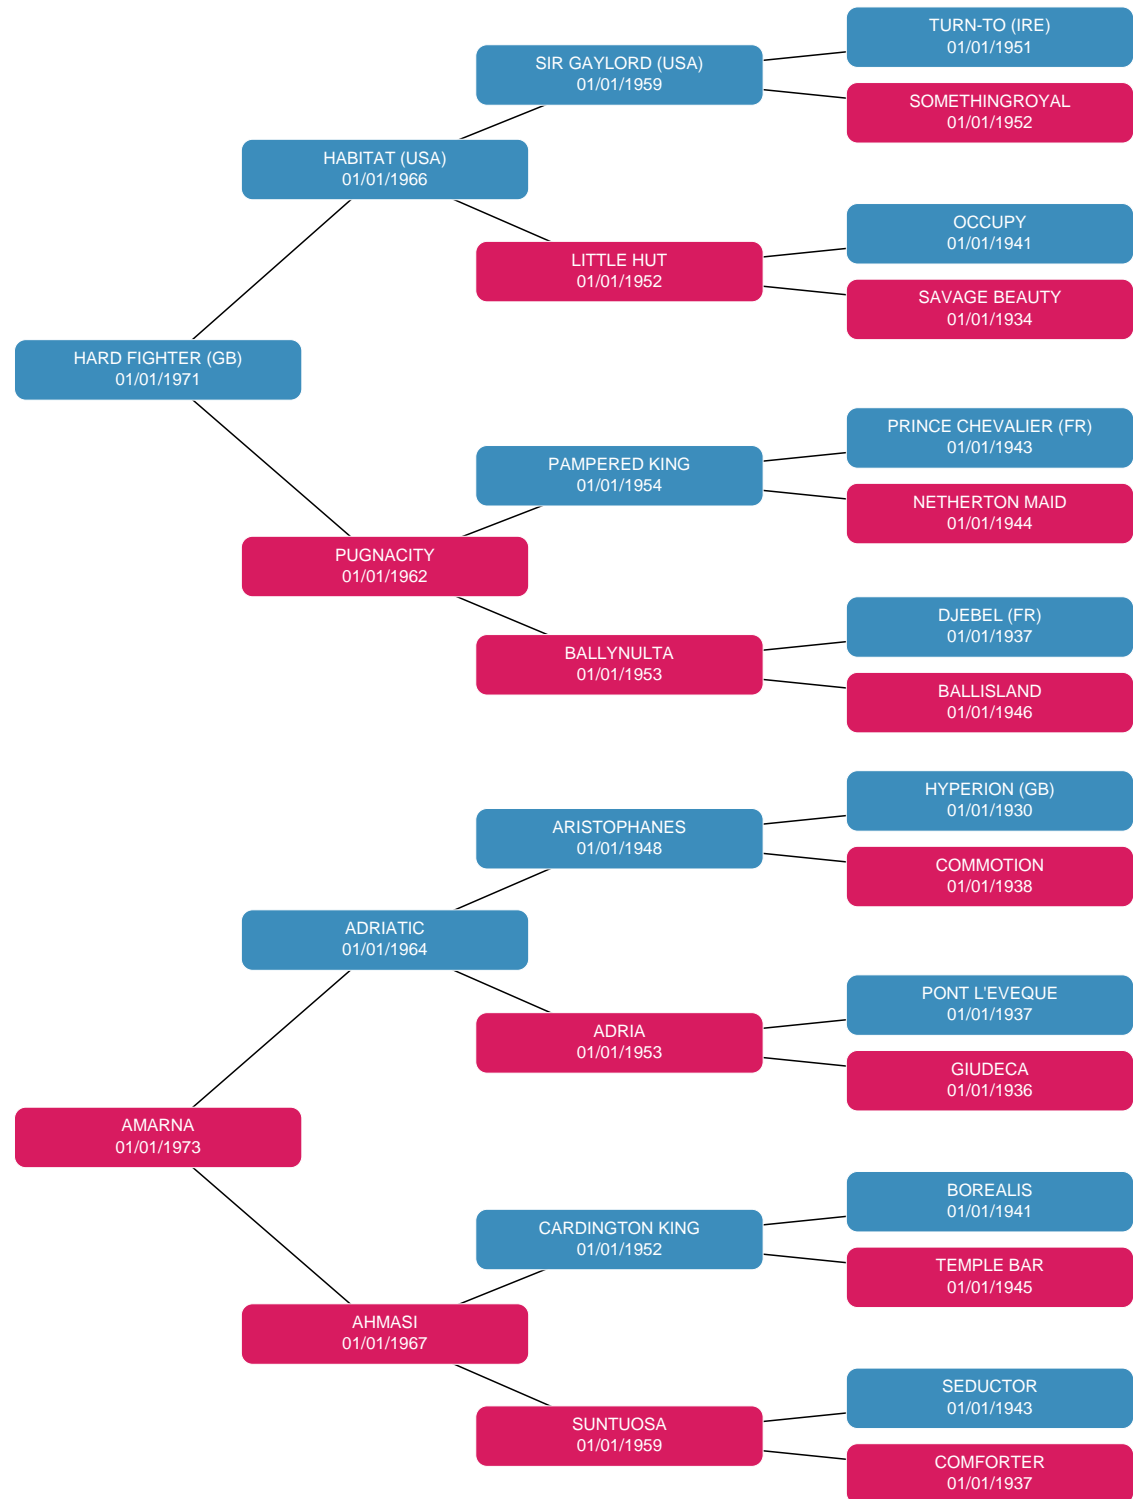 TURN-TO (IRE)
01/01/1951
SIR GAYLORD (USA)
01/01/1959
SOMETHINGROYAL
01/01/1952
HABITAT (USA)
01/01/1966
OCCUPY
01/01/1941
LITTLE HUT
01/01/1952
SAVAGE BEAUTY
01/01/1934
HARD FIGHTER (GB)
01/01/1971
PRINCE CHEVALIER (FR)
01/01/1943
PAMPERED KING
01/01/1954
NETHERTON MAID
01/01/1944
PUGNACITY
01/01/1962
DJEBEL (FR)
01/01/1937
BALLYNULTA
01/01/1953
BALLISLAND
01/01/1946
HYPERION (GB)
01/01/1930
ARISTOPHANES
01/01/1948
COMMOTION
01/01/1938
ADRIATIC
01/01/1964
PONT L'EVEQUE
01/01/1937
ADRIA
01/01/1953
GIUDECA
01/01/1936
AMARNA
01/01/1973
BOREALIS
01/01/1941
CARDINGTON KING
01/01/1952
TEMPLE BAR
01/01/1945
AHMASI
01/01/1967
SEDUCTOR
01/01/1943
SUNTUOSA
01/01/1959
COMFORTER
01/01/1937